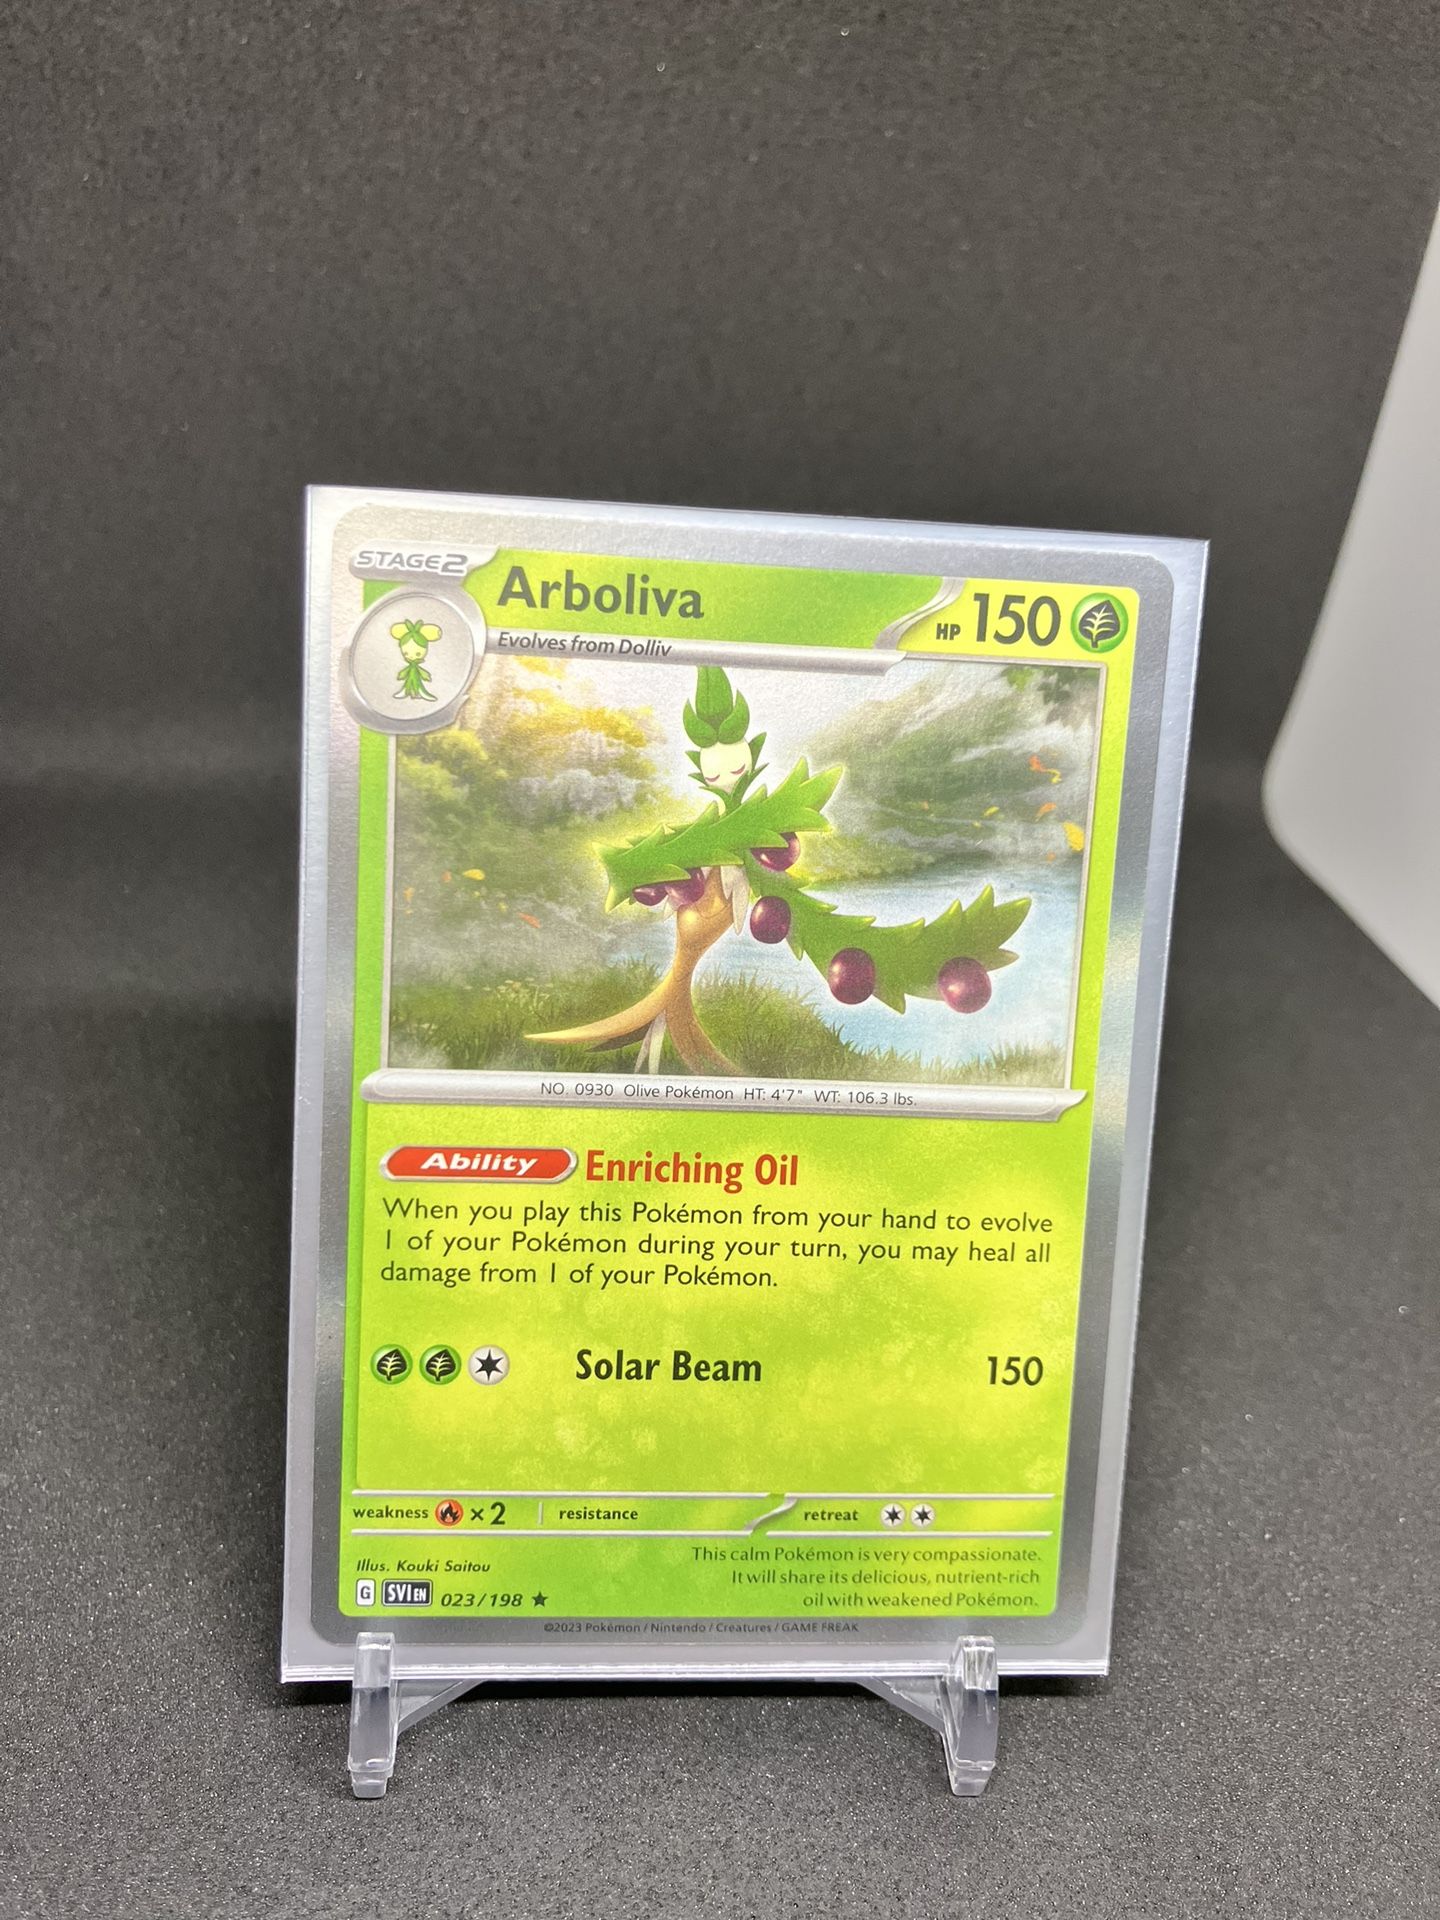 STAGE2
Arboliva
HP 150
Evolves from Dolliv
NO. 0930 Olive Pokémon HT: 4'7" WT: 106.3 lbs.
Ability Enriching Oil
When you play this Pokémon from your hand to evolve
1 of your Pokémon during your turn, you may heal all
damage from 1 of your Pokémon.
Solar Beam 150
weakness ×2 resistance retreat
Illus. Kouki Saitou
This calm Pokémon is very compassionate.
It will share its delicious, nutrient-rich
oil with weakened Pokémon.
G SVI EN 023/198 ★
©2023 Pokémon / Nintendo / Creatures / GAME FREAK